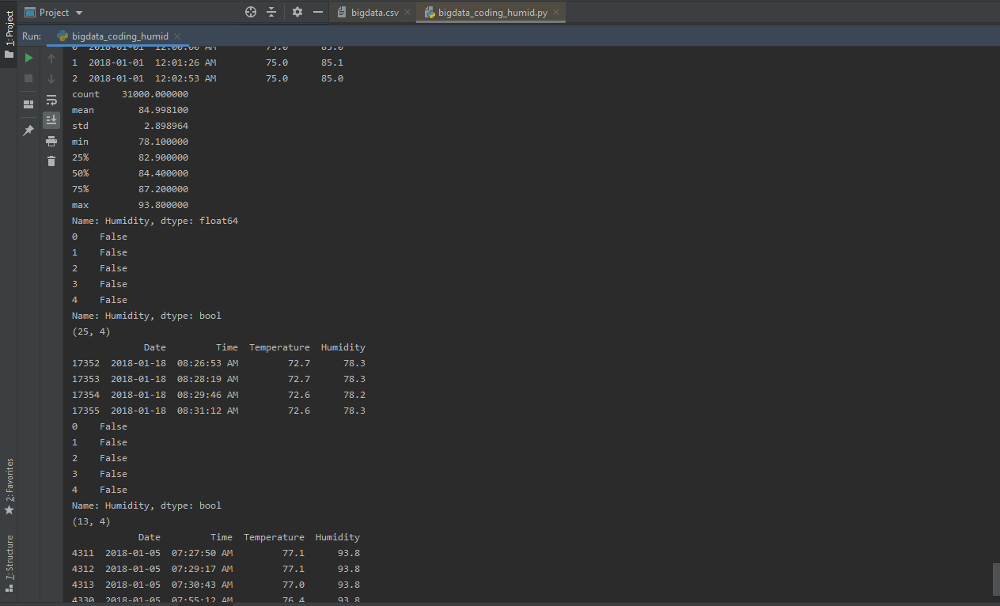 Project
bigdata.csv
bigdata_coding_humid.py
Run:
bigdata_coding_humid
0 2018-01-01 12:00:00 AM 75.0 85.0
1 2018-01-01 12:01:26 AM 75.0 85.1
2 2018-01-01 12:02:53 AM 75.0 85.0
count 31000.000000
mean 84.998100
std 2.898964
min 78.100000
25% 82.900000
50% 84.400000
75% 87.200000
max 93.800000
Name: Humidity, dtype: float64
0 False
1 False
2 False
3 False
4 False
Name: Humidity, dtype: bool
(25, 4)
Date Time Temperature Humidity
17352 2018-01-18 08:26:53 AM 72.7 78.3
17353 2018-01-18 08:28:19 AM 72.7 78.3
17354 2018-01-18 08:29:46 AM 72.6 78.2
17355 2018-01-18 08:31:12 AM 72.6 78.3
0 False
1 False
2 False
3 False
4 False
Name: Humidity, dtype: bool
(13, 4)
Date Time Temperature Humidity
4311 2018-01-05 07:27:50 AM 77.1 93.8
4312 2018-01-05 07:29:17 AM 77.1 93.8
4313 2018-01-05 07:30:43 AM 77.0 93.8
4330 2018-01-05 07:55:12 AM 76.4 93.8
1: Project
2: Favorites
7: Structure